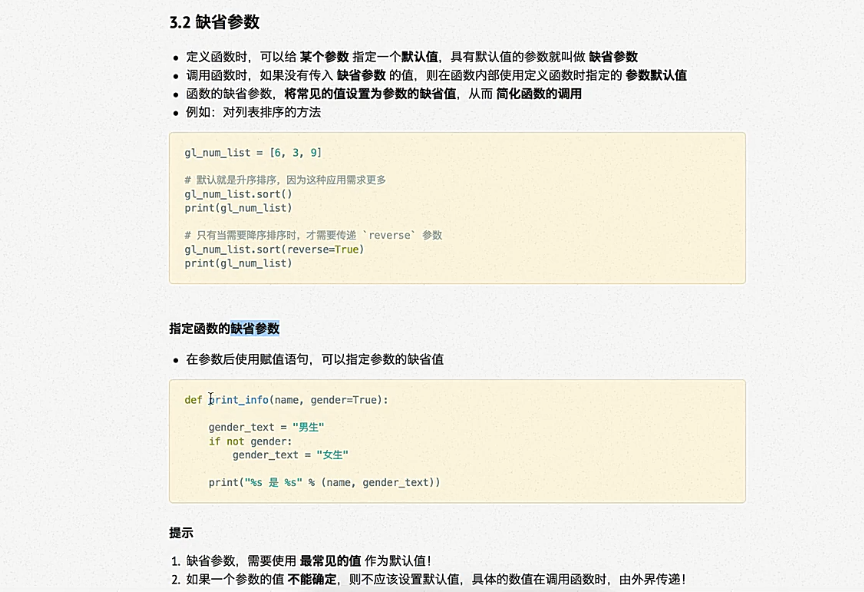 3.2 缺省参数
• 定义函数时，可以给 某个参数 指定一个默认值，具有默认值的参数就叫做 缺省参数
• 调用函数时，如果没有传入 缺省参数 的值，则在函数内部使用定义函数时指定的 参数默认值
• 函数的缺省参数，将常见的值设置为参数的缺省值，从而 简化函数的调用
• 例如：对列表排序的方法
gl_num_list = [6, 3, 9]
# 默认就是升序排序，因为这种应用需求更多
gl_num_list.sort()
print(gl_num_list)
# 只有当需要降序排序时，才需要传递 `reverse` 参数
gl_num_list.sort(reverse=True)
print(gl_num_list)
指定函数的缺省参数
• 在参数后使用赋值语句，可以指定参数的缺省值
def print_info(name, gender=True):
gender_text = "男生"
if not gender:
gender_text = "女生"
print("%s 是 %s" % (name, gender_text))
提示
1. 缺省参数，需要使用 最常见的值 作为默认值！
2. 如果一个参数的值 不能确定，则不应该设置默认值，具体的数值在调用函数时，由外界传递！